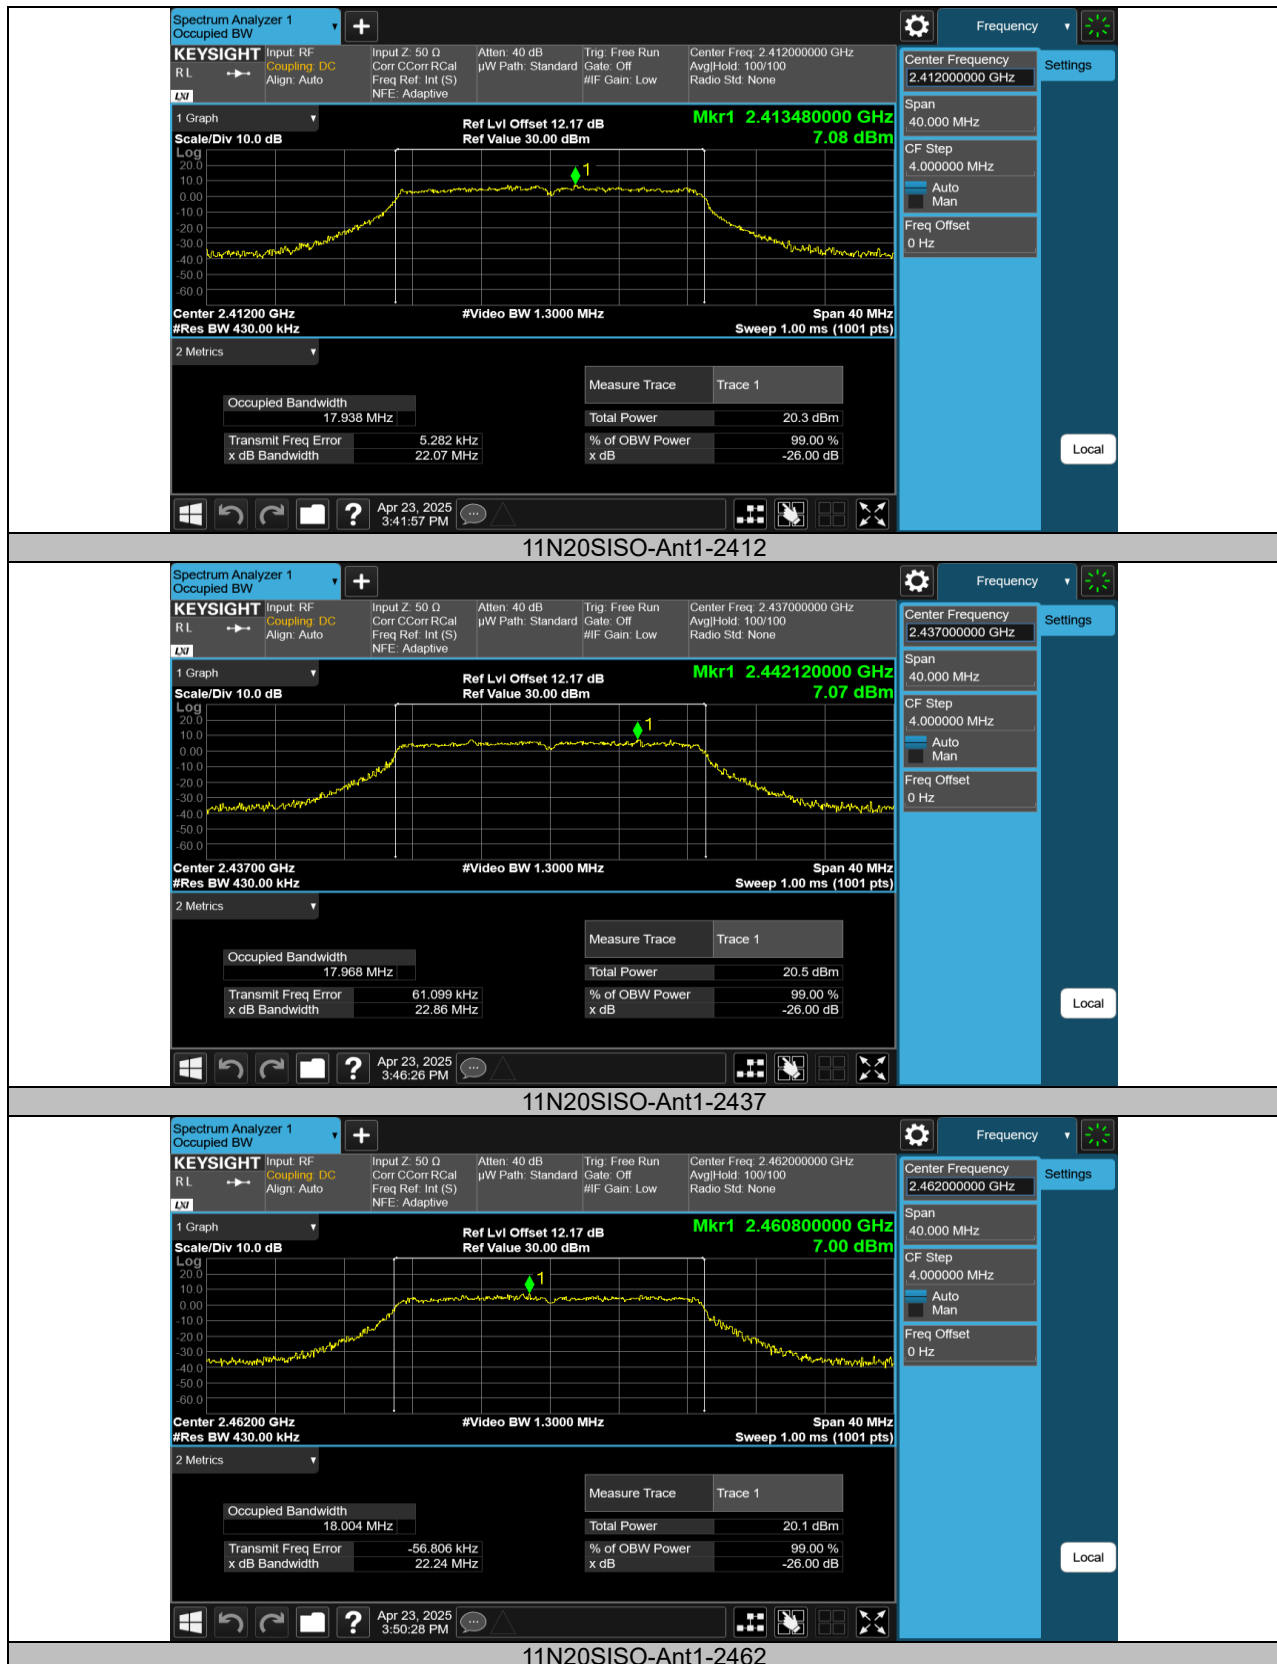 Spectrum Analyzer 1
Occupied BW
Frequency
KEYSIGHT
R L
LXI
Input: RF
Coupling: DC
Align: Auto
Input Z: 50 Ω
Corr CCorr RCal
Freq Ref: Int (S)
NFE: Adaptive
Atten: 40 dB
µW Path: Standard
Trig: Free Run
Gate: Off
#IF Gain: Low
Center Freq: 2.412000000 GHz
Avg|Hold: 100/100
Radio Std: None
Center Frequency
2.412000000 GHz
Settings
Span
40.000 MHz
CF Step
4.000000 MHz
Auto
Man
Freq Offset
0 Hz
Local
1 Graph
Scale/Div 10.0 dB
Ref Lvl Offset 12.17 dB
Ref Value 30.00 dBm
Mkr1 2.413480000 GHz
7.08 dBm
Log
20.0
10.0
0.00
-10.0
-20.0
-30.0
-40.0
-50.0
-60.0
1
Center 2.41200 GHz
#Video BW 1.3000 MHz
Span 40 MHz
#Res BW 430.00 kHz
Sweep 1.00 ms (1001 pts)
2 Metrics
Measure Trace Trace 1
Occupied Bandwidth
17.938 MHz
Total Power 20.3 dBm
Transmit Freq Error 5.282 kHz
% of OBW Power 99.00 %
x dB Bandwidth 22.07 MHz
x dB -26.00 dB
Apr 23, 2025
3:41:57 PM
11N20SISO-Ant1-2412
Spectrum Analyzer 1
Occupied BW
Frequency
KEYSIGHT
R L
LXI
Input: RF
Coupling: DC
Align: Auto
Input Z: 50 Ω
Corr CCorr RCal
Freq Ref: Int (S)
NFE: Adaptive
Atten: 40 dB
µW Path: Standard
Trig: Free Run
Gate: Off
#IF Gain: Low
Center Freq: 2.437000000 GHz
Avg|Hold: 100/100
Radio Std: None
Center Frequency
2.437000000 GHz
Settings
Span
40.000 MHz
CF Step
4.000000 MHz
Auto
Man
Freq Offset
0 Hz
Local
1 Graph
Scale/Div 10.0 dB
Ref Lvl Offset 12.17 dB
Ref Value 30.00 dBm
Mkr1 2.442120000 GHz
7.07 dBm
Log
20.0
10.0
0.00
-10.0
-20.0
-30.0
-40.0
-50.0
-60.0
1
Center 2.43700 GHz
#Video BW 1.3000 MHz
Span 40 MHz
#Res BW 430.00 kHz
Sweep 1.00 ms (1001 pts)
2 Metrics
Measure Trace Trace 1
Occupied Bandwidth
17.968 MHz
Total Power 20.5 dBm
Transmit Freq Error 61.099 kHz
% of OBW Power 99.00 %
x dB Bandwidth 22.86 MHz
x dB -26.00 dB
Apr 23, 2025
3:46:26 PM
11N20SISO-Ant1-2437
Spectrum Analyzer 1
Occupied BW
Frequency
KEYSIGHT
R L
LXI
Input: RF
Coupling: DC
Align: Auto
Input Z: 50 Ω
Corr CCorr RCal
Freq Ref: Int (S)
NFE: Adaptive
Atten: 40 dB
µW Path: Standard
Trig: Free Run
Gate: Off
#IF Gain: Low
Center Freq: 2.462000000 GHz
Avg|Hold: 100/100
Radio Std: None
Center Frequency
2.462000000 GHz
Settings
Span
40.000 MHz
CF Step
4.000000 MHz
Auto
Man
Freq Offset
0 Hz
Local
1 Graph
Scale/Div 10.0 dB
Ref Lvl Offset 12.17 dB
Ref Value 30.00 dBm
Mkr1 2.460800000 GHz
7.00 dBm
Log
20.0
10.0
0.00
-10.0
-20.0
-30.0
-40.0
-50.0
-60.0
1
Center 2.46200 GHz
#Video BW 1.3000 MHz
Span 40 MHz
#Res BW 430.00 kHz
Sweep 1.00 ms (1001 pts)
2 Metrics
Measure Trace Trace 1
Occupied Bandwidth
18.004 MHz
Total Power 20.1 dBm
Transmit Freq Error -56.806 kHz
% of OBW Power 99.00 %
x dB Bandwidth 22.24 MHz
x dB -26.00 dB
Apr 23, 2025
3:50:28 PM
11N20SISO-Ant1-2462